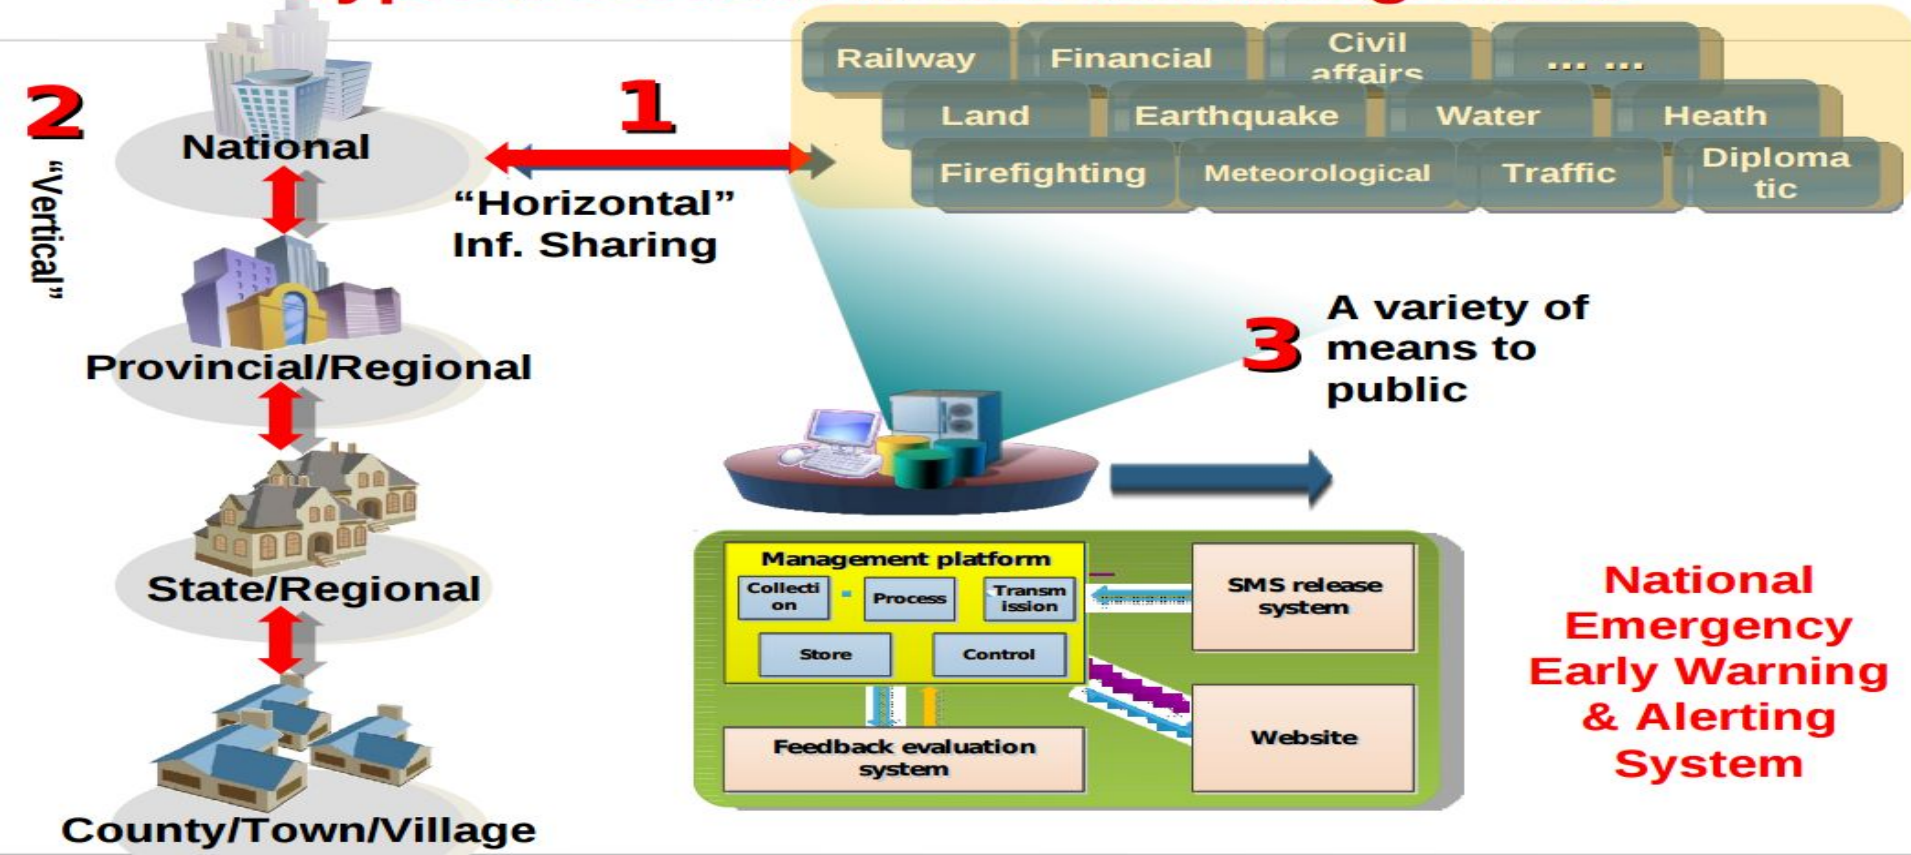 2
"Vertical"
National
1
"Horizontal"
Inf. Sharing
Provincial/Regional
State/Regional
County/Town/Village
Railway
Financial
Civil
affairs
... ...
Land
Earthquake
Water
Heath
Firefighting
Meteorological
Traffic
Diploma
tic
3
A variety of
means to
public
Management platform
Collecti
on
Process
Transm
ission
Store
Control
Feedback evaluation
system
SMS release
system
Website
National
Emergency
Early Warning
& Alerting
System